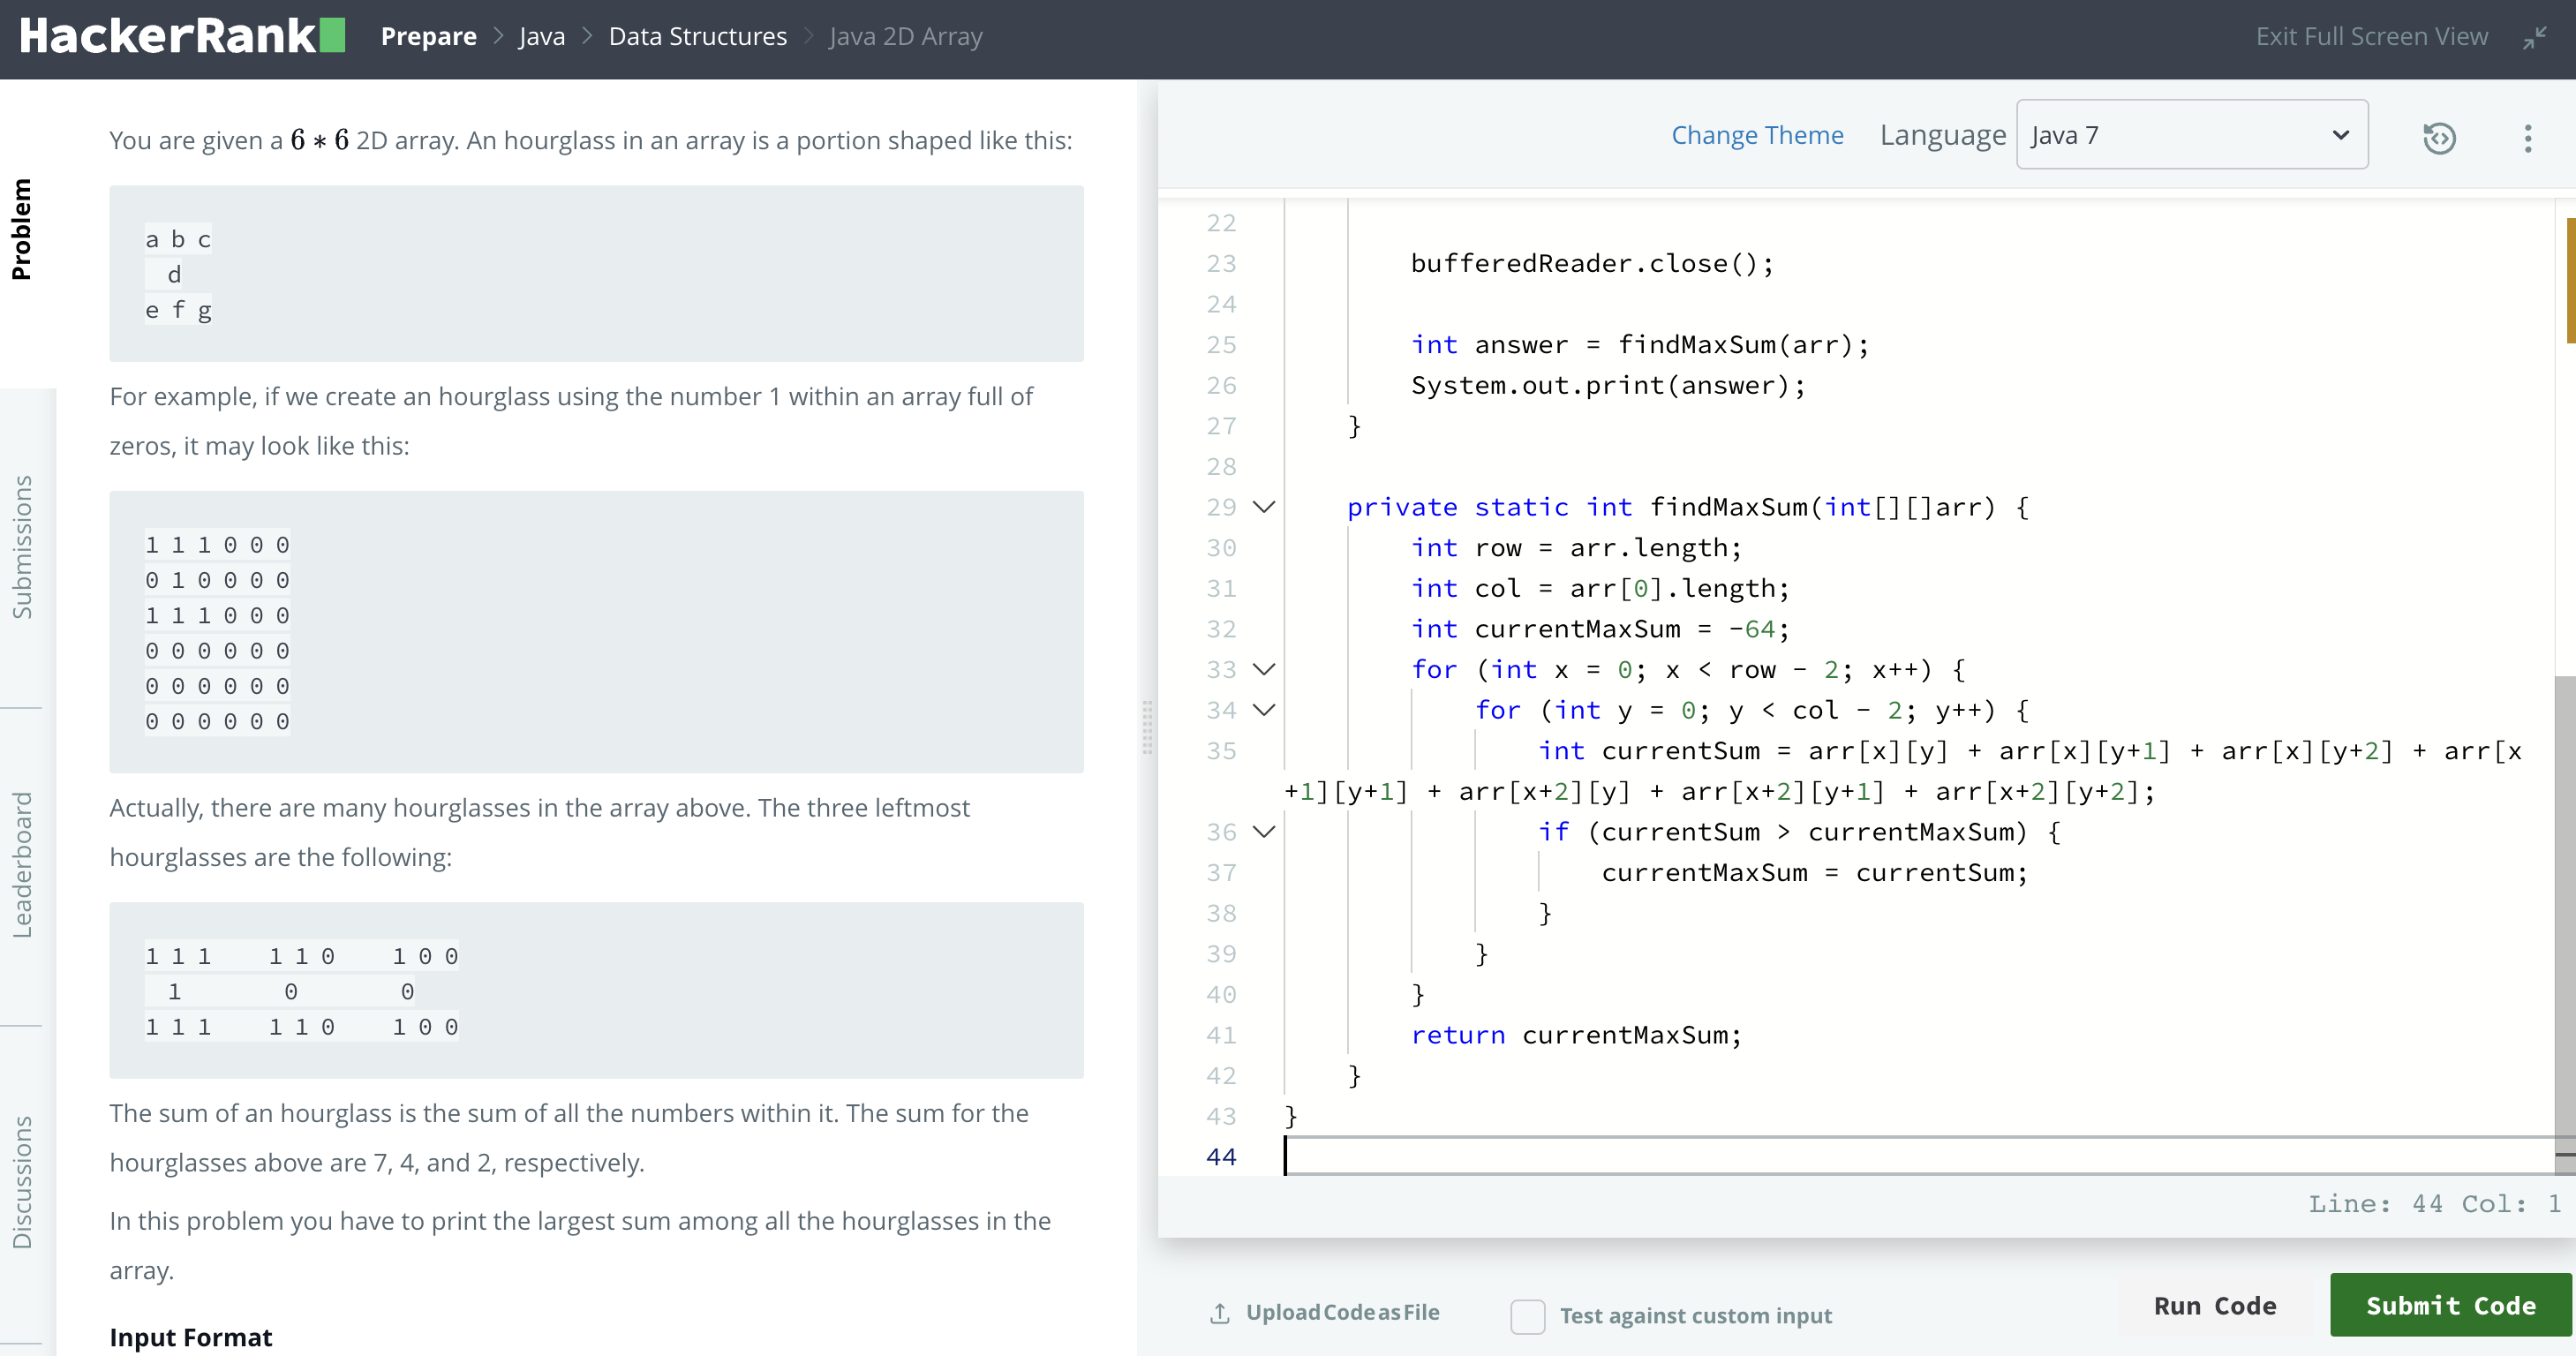 HackerRank Prepare > Java > Data Structures > Java 2D Array Exit Full Screen View
Problem
Submissions
Leaderboard
Discussions
You are given a 6 * 6 2D array. An hourglass in an array is a portion shaped like this:
a b c
  d
e f g
For example, if we create an hourglass using the number 1 within an array full of
zeros, it may look like this:
1 1 1 0 0 0
0 1 0 0 0 0
1 1 1 0 0 0
0 0 0 0 0 0
0 0 0 0 0 0
0 0 0 0 0 0
Actually, there are many hourglasses in the array above. The three leftmost
hourglasses are the following:
1 1 1     1 1 0     1 0 0
  1         0         0
1 1 1     1 1 0     1 0 0
The sum of an hourglass is the sum of all the numbers within it. The sum for the
hourglasses above are 7, 4, and 2, respectively.
In this problem you have to print the largest sum among all the hourglasses in the
array.
Input Format
Change Theme Language Java 7
22
23         bufferedReader.close();
24
25         int answer = findMaxSum(arr);
26         System.out.print(answer);
27     }
28
29     private static int findMaxSum(int[][]arr) {
30         int row = arr.length;
31         int col = arr[0].length;
32         int currentMaxSum = -64;
33         for (int x = 0; x < row - 2; x++) {
34             for (int y = 0; y < col - 2; y++) {
35                 int currentSum = arr[x][y] + arr[x][y+1] + arr[x][y+2] + arr[x
+1][y+1] + arr[x+2][y] + arr[x+2][y+1] + arr[x+2][y+2];
36                 if (currentSum > currentMaxSum) {
37                     currentMaxSum = currentSum;
38                 }
39             }
40         }
41         return currentMaxSum;
42     }
43 }
44
Line: 44 Col: 1
Upload Code as File Test against custom input Run Code Submit Code